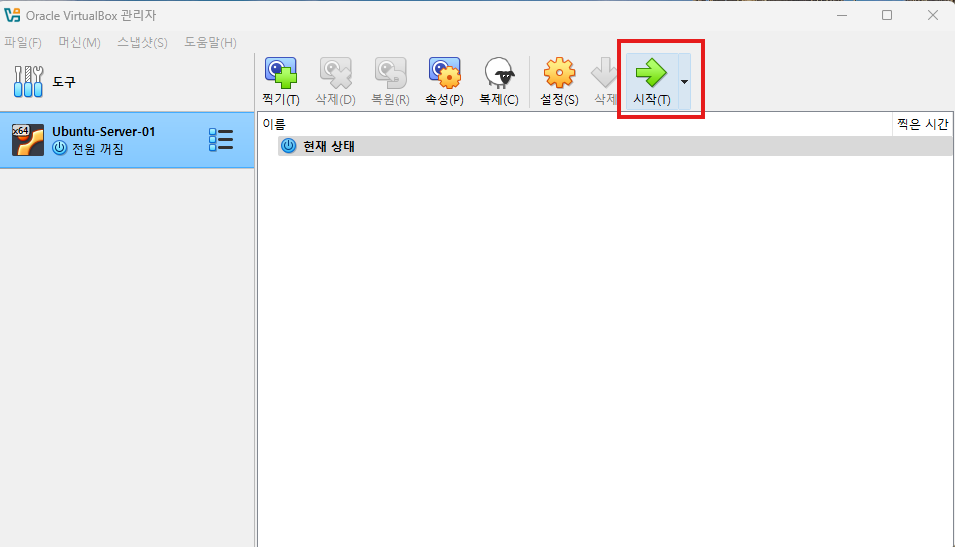 Oracle VirtualBox 관리자
파일(F) 머신(M) 스냅샷(S) 도움말(H)
도구
찍기(T) 삭제(D) 복원(R) 속성(P) 복제(C) 설정(S) 삭제 시작(T)
x64
Ubuntu-Server-01
전원 꺼짐
이름 찍은 시간
현재 상태